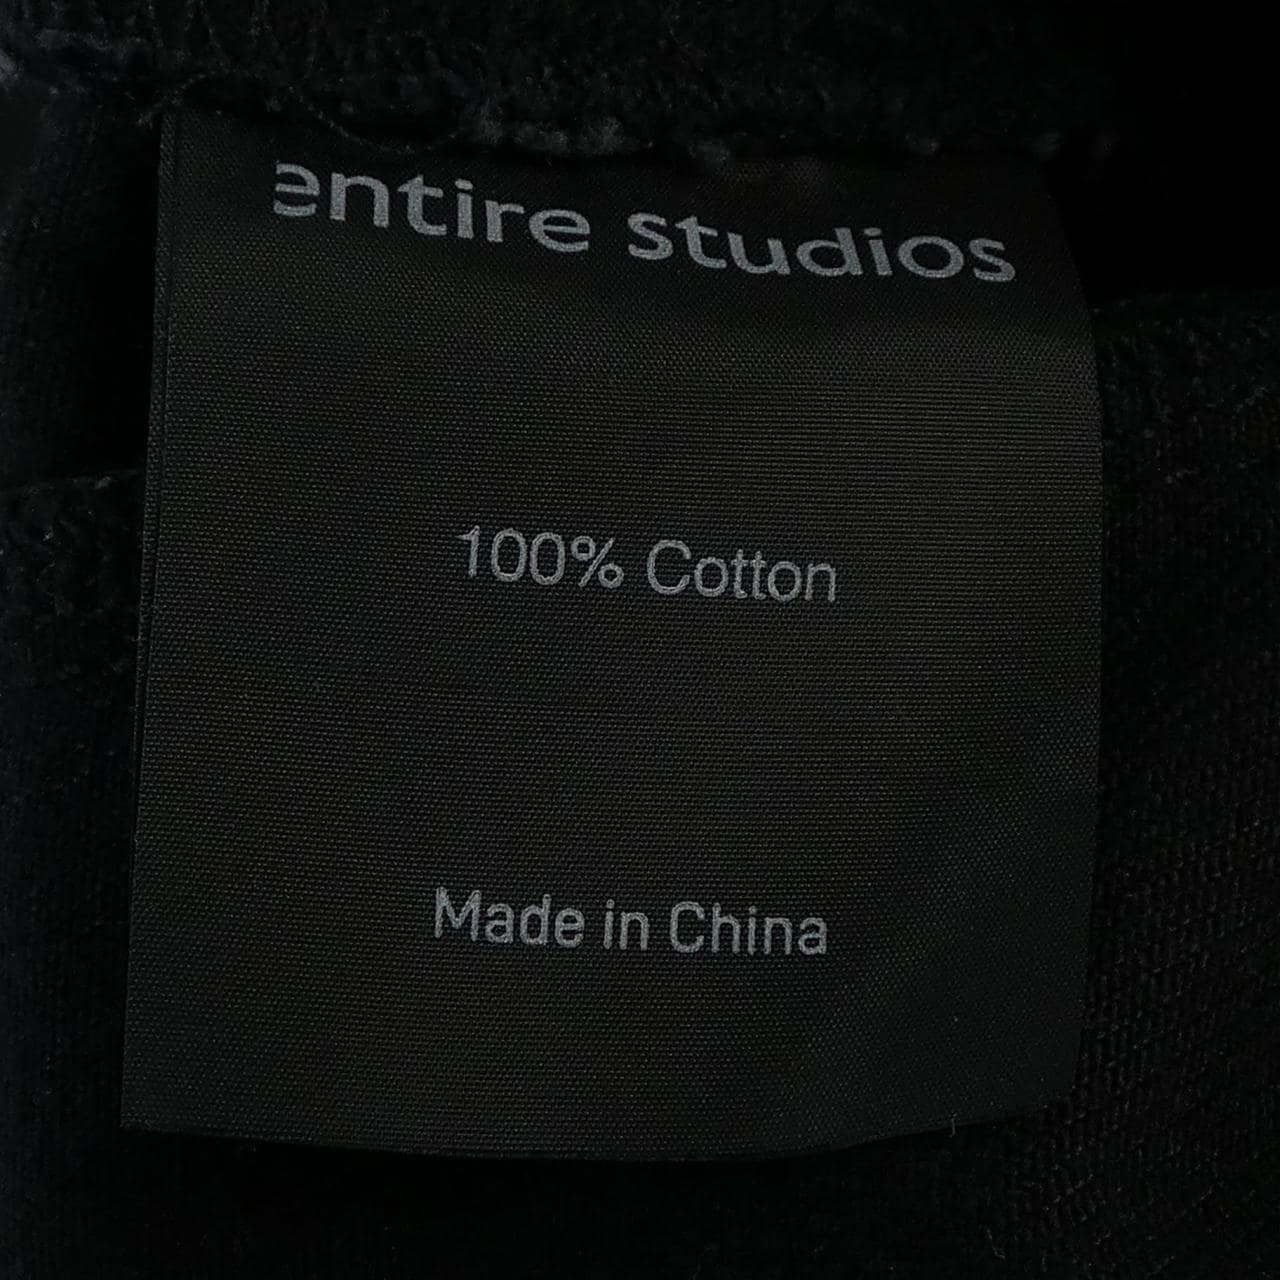 entire studios
100% Cotton
Made in China